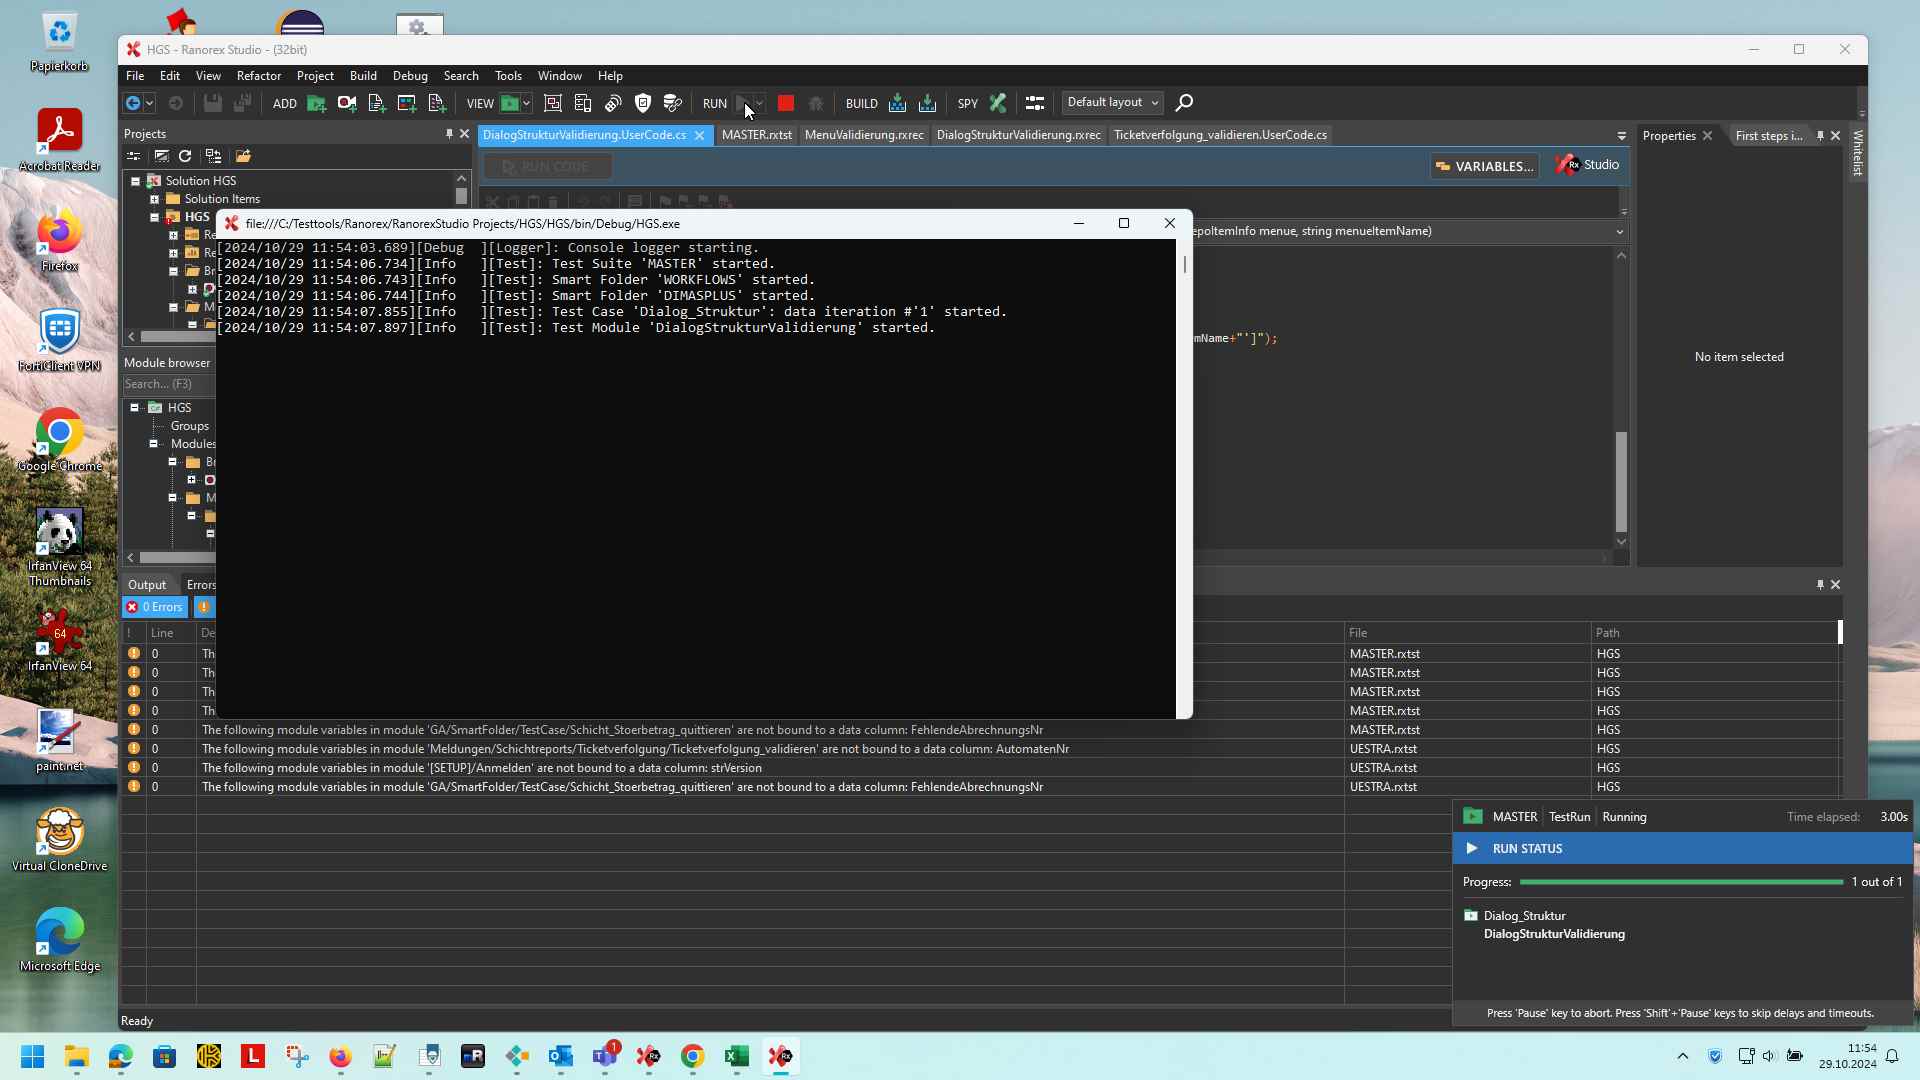 Papierkorb
Acrobat Reader
Firefox
FortiClient VPN
Google Chrome
IrfanView 64
Thumbnails
64
IrfanView 64
paint.net
Virtual CloneDrive
Microsoft Edge
HGS - Ranorex Studio - (32bit)
File Edit View Refactor Project Build Debug Search Tools Window Help
ADD VIEW RUN BUILD SPY Default layout
Projects
DialogStrukturValidierung.UserCode.cs MASTER.rxtst MenuValidierung.rxrec DialogStrukturValidierung.rxrec Ticketverfolgung_validieren.UserCode.cs
Properties First steps i...
Whitelist
RUN CODE
VARIABLES...
Rx Studio
Solution HGS
Solution Items
HGS
Re
Re
Br
M
epoItemInfo menue, string menueItemName)
mName+"']");
No item selected
Module browser
Search... (F3)
HGS
Groups
Modules
Br
M
file:///C:/Testtools/Ranorex/RanorexStudio Projects/HGS/HGS/bin/Debug/HGS.exe
[2024/10/29 11:54:03.689][Debug  ][Logger]: Console logger starting.
[2024/10/29 11:54:06.734][Info   ][Test]: Test Suite 'MASTER' started.
[2024/10/29 11:54:06.743][Info   ][Test]: Smart Folder 'WORKFLOWS' started.
[2024/10/29 11:54:06.744][Info   ][Test]: Smart Folder 'DIMASPLUS' started.
[2024/10/29 11:54:07.855][Info   ][Test]: Test Case 'Dialog_Struktur': data iteration #'1' started.
[2024/10/29 11:54:07.897][Info   ][Test]: Test Module 'DialogStrukturValidierung' started.
Output Errors
0 Errors
! Line De File Path
0 Th MASTER.rxtst HGS
0 Th MASTER.rxtst HGS
0 Th MASTER.rxtst HGS
0 Th MASTER.rxtst HGS
0 The following module variables in module 'GA/SmartFolder/TestCase/Schicht_Stoerbetrag_quittieren' are not bound to a data column: FehlendeAbrechnungsNr MASTER.rxtst HGS
0 The following module variables in module 'Meldungen/Schichtreports/Ticketverfolgung/Ticketverfolgung_validieren' are not bound to a data column: AutomatenNr UESTRA.rxtst HGS
0 The following module variables in module '[SETUP]/Anmelden' are not bound to a data column: strVersion UESTRA.rxtst HGS
0 The following module variables in module 'GA/SmartFolder/TestCase/Schicht_Stoerbetrag_quittieren' are not bound to a data column: FehlendeAbrechnungsNr UESTRA.rxtst HGS
MASTER TestRun Running Time elapsed: 3.00s
RUN STATUS
Progress: 1 out of 1
Dialog_Struktur
DialogStrukturValidierung
Press 'Pause' key to abort. Press 'Shift'+'Pause' keys to skip delays and timeouts.
Ready
1
11:54
29.10.2024